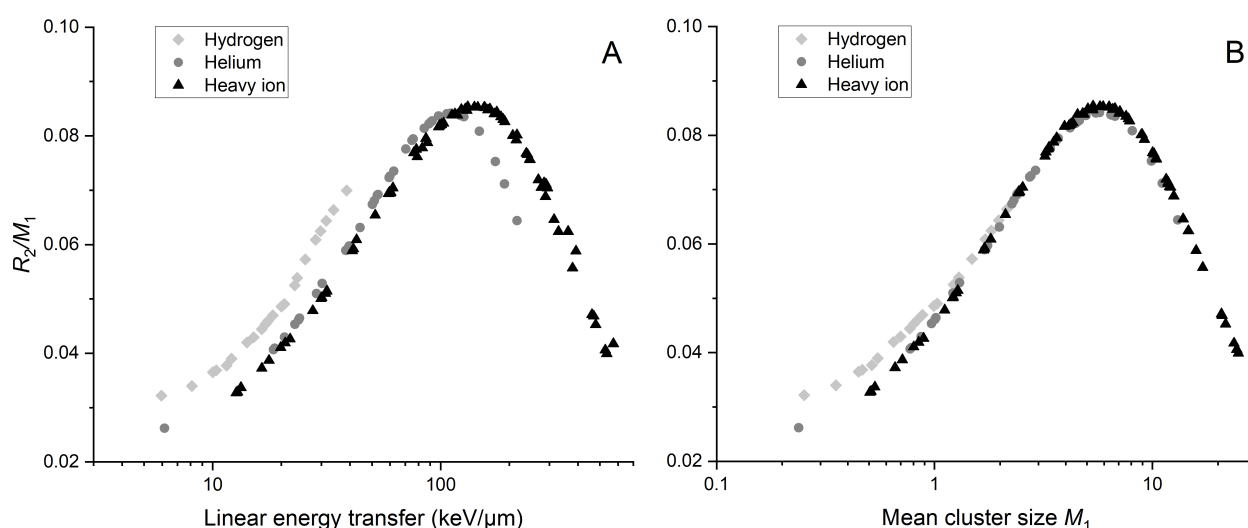 0.10
0.08
0.06
0.04
0.02
R₂/M₁
Hydrogen
Helium
Heavy ion
A
10
100
Linear energy transfer (keV/μm)
0.10
0.08
0.06
0.04
0.02
Hydrogen
Helium
Heavy ion
B
0.1
1
10
Mean cluster size M₁